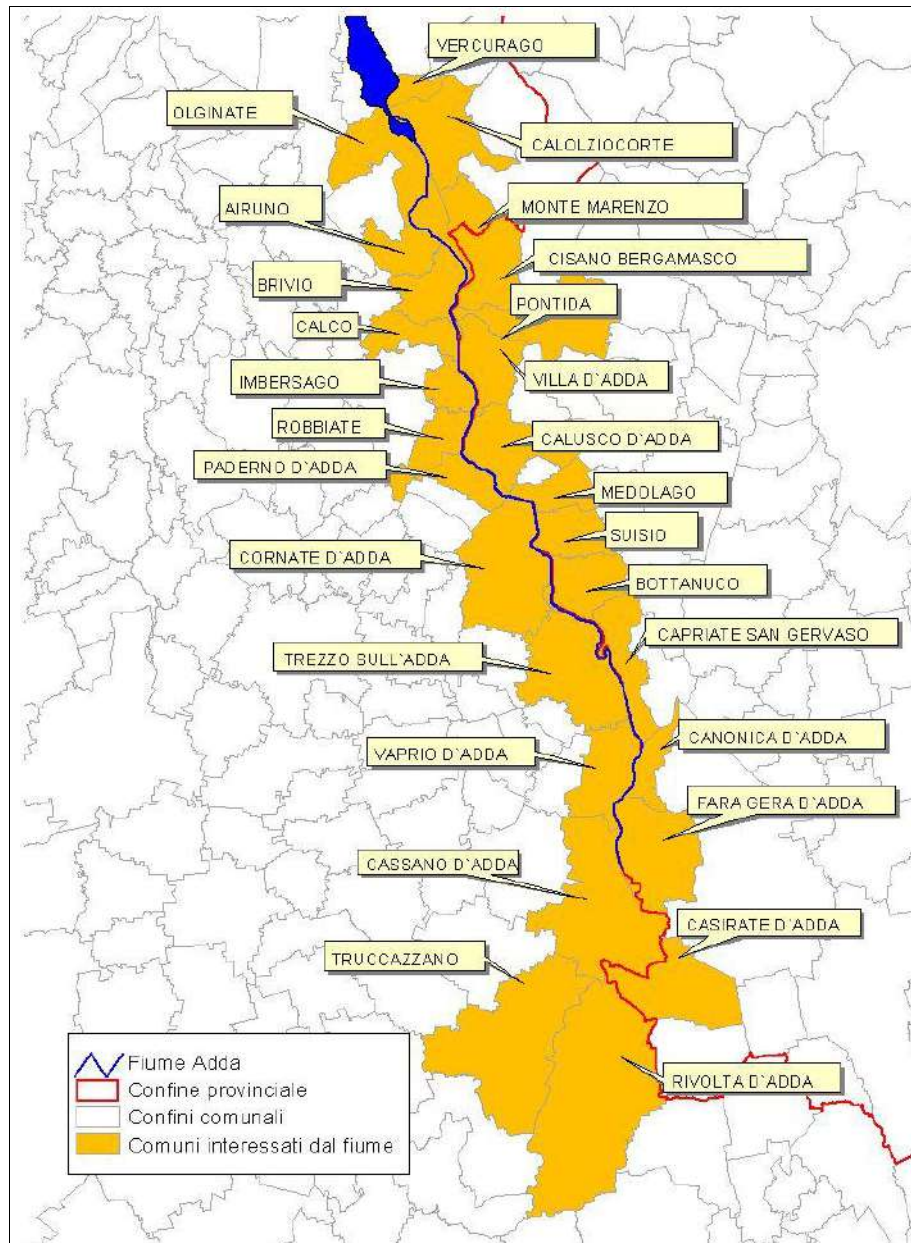 VERCURAGO
OLGINATE
CALOLZIOCORTE
AIRUNO
MONTE MARENZO
CISANO BERGAMASCO
BRIVIO
PONTIDA
CALCO
VILLA D'ADDA
IMBERSAGO
ROBBIATE
CALUSCO D'ADDA
PADERNO D'ADDA
MEDOLAGO
SUISIO
CORNATE D'ADDA
BOTTANUCO
CAPRIATE SAN GERVASO
TREZZO SULL'ADDA
CANONICA D'ADDA
VAPRIO D'ADDA
FARA GERA D'ADDA
CASSANO D'ADDA
CASIRATE D'ADDA
TRUCCAZZANO
RIVOLTA D'ADDA
Fiume Adda
Confine provinciale
Confini comunali
Comuni interessati dal fiume